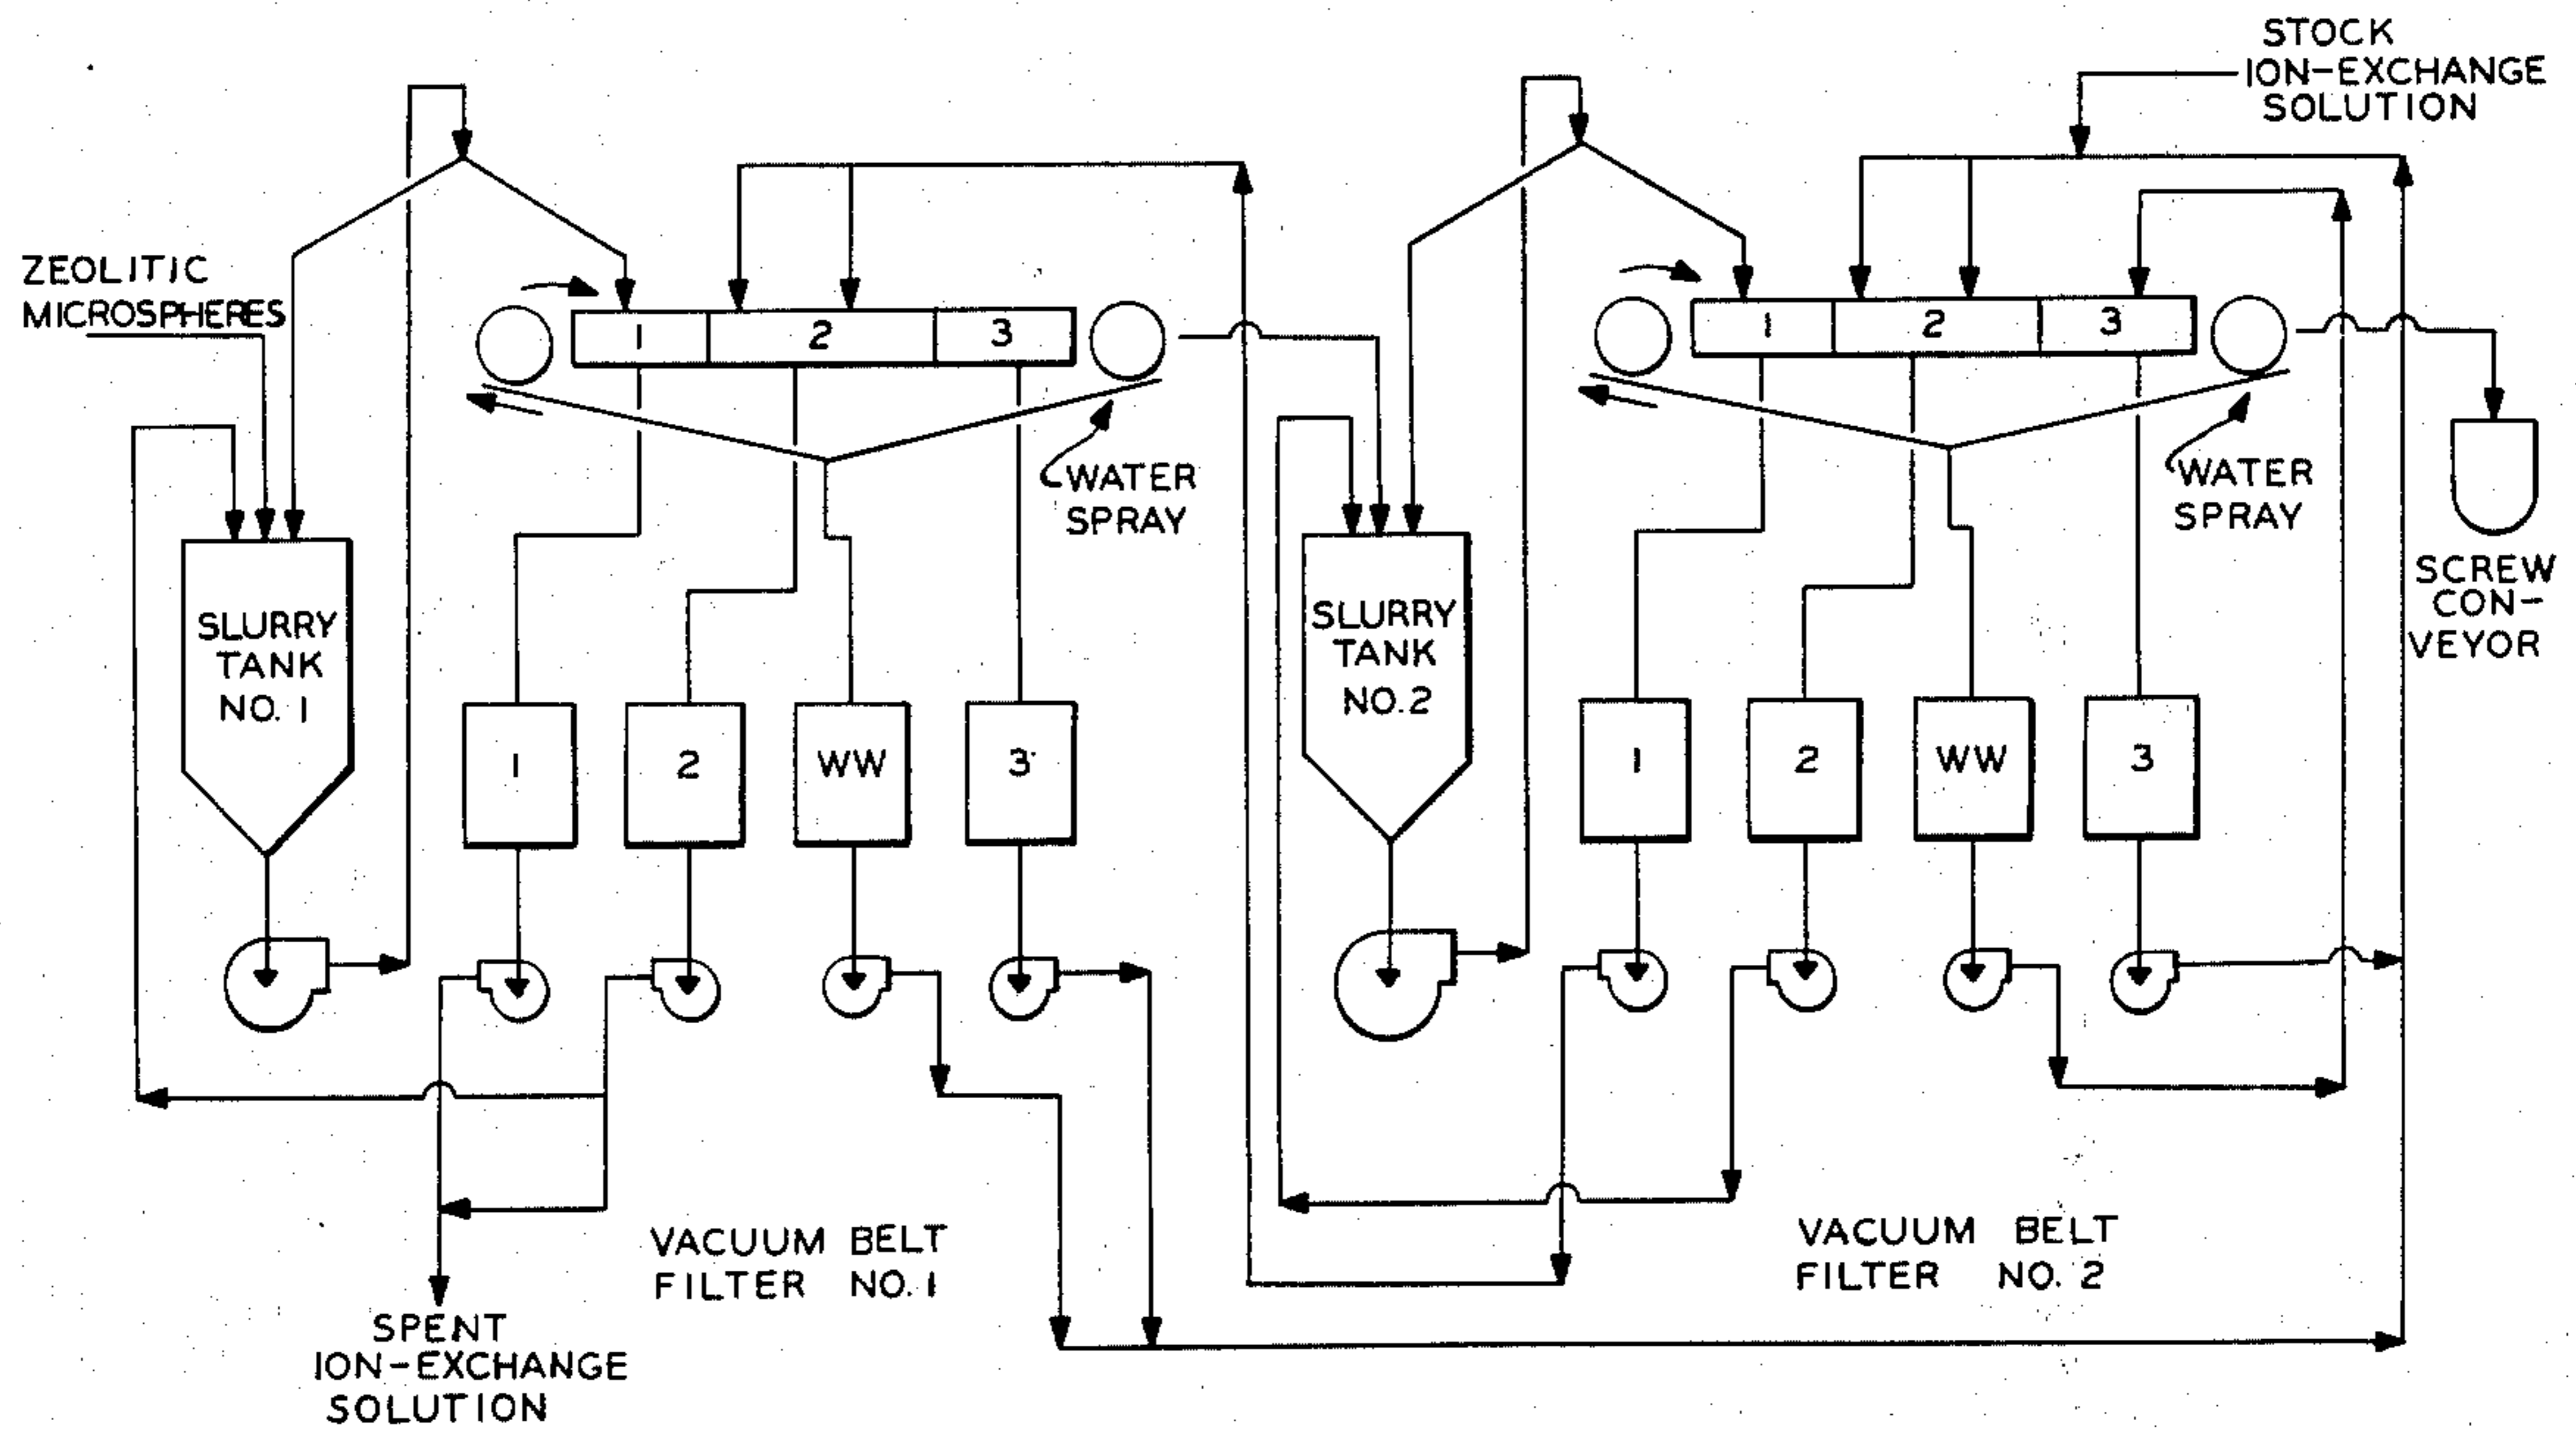 STOCK
ION-EXCHANGE
SOLUTION
ZEOLITIC
MICROSPHERES
1
2
3
1
2
3
WATER
SPRAY
WATER
SPRAY
SCREW
CON-
VEYOR
SLURRY
TANK
NO. 1
SLURRY
TANK
NO. 2
1
2
WW
3
1
2
WW
3
VACUUM BELT
FILTER NO. 1
VACUUM BELT
FILTER NO. 2
SPENT
ION-EXCHANGE
SOLUTION